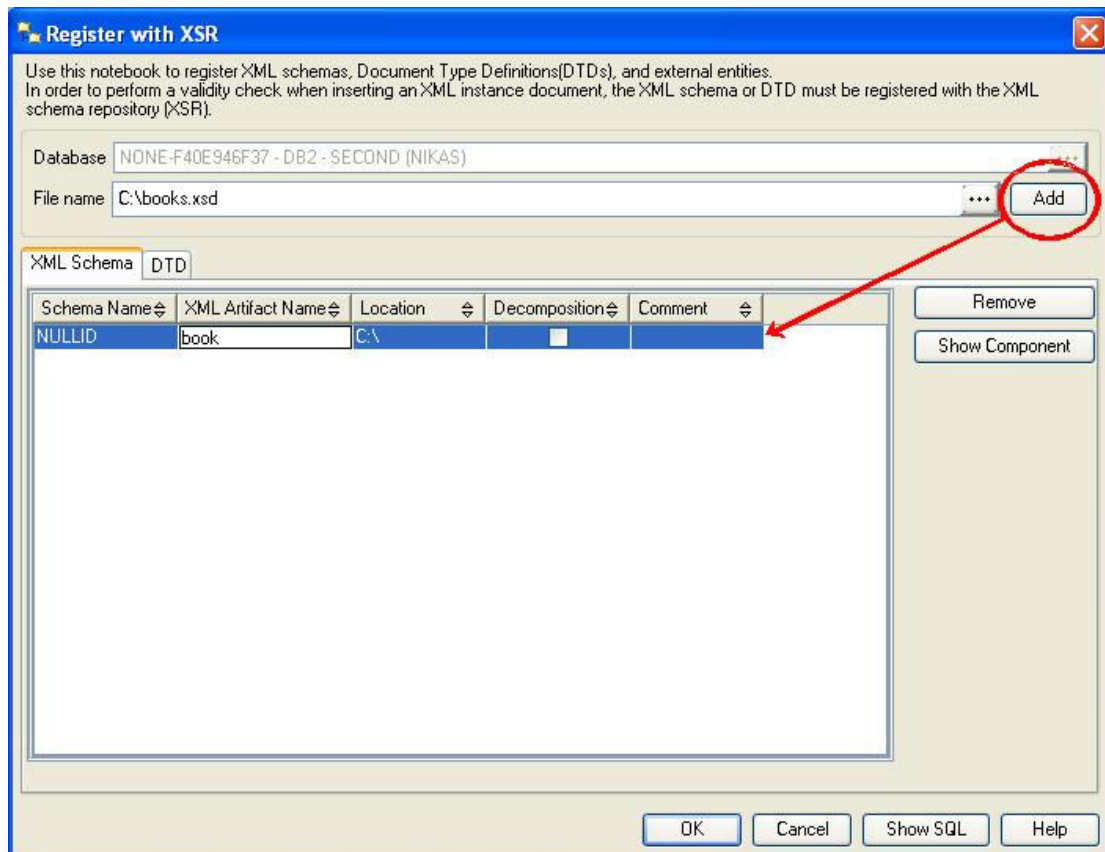 Register with XSR
Use this notebook to register XML schemas, Document Type Definitions(DTDs), and external entities.
In order to perform a validity check when inserting an XML instance document, the XML schema or DTD must be registered with the XML
schema repository (XSR).
Database NONE-F40E946F37 - DB2 - SECOND (NIKAS) ...
File name C:\books.xsd ... Add
XML Schema DTD
Schema Name XML Artifact Name Location Decomposition Comment
NULLID book C:\
Remove
Show Component
OK Cancel Show SQL Help